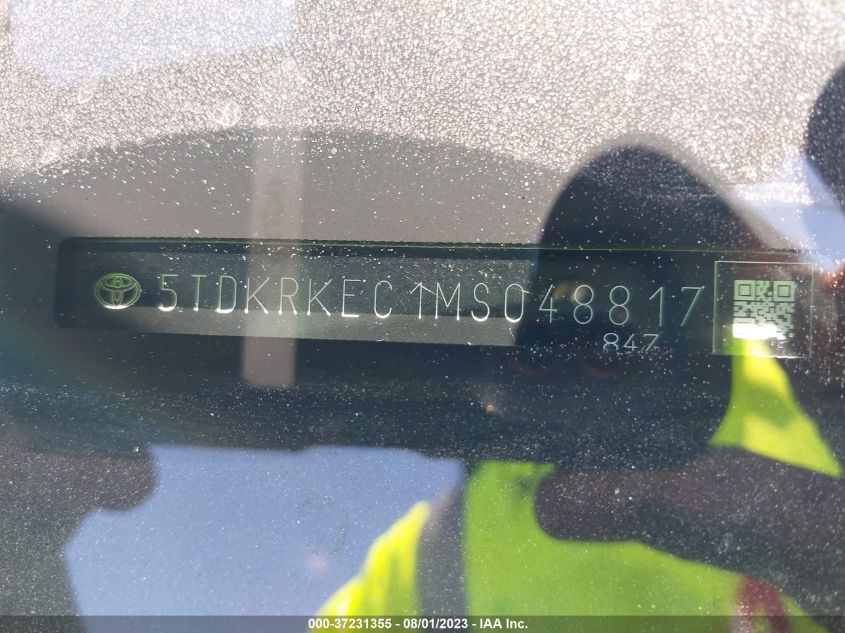 5TDKRKEC1MS048817
847
000-37231355 - 08/01/2023 - IAA Inc.